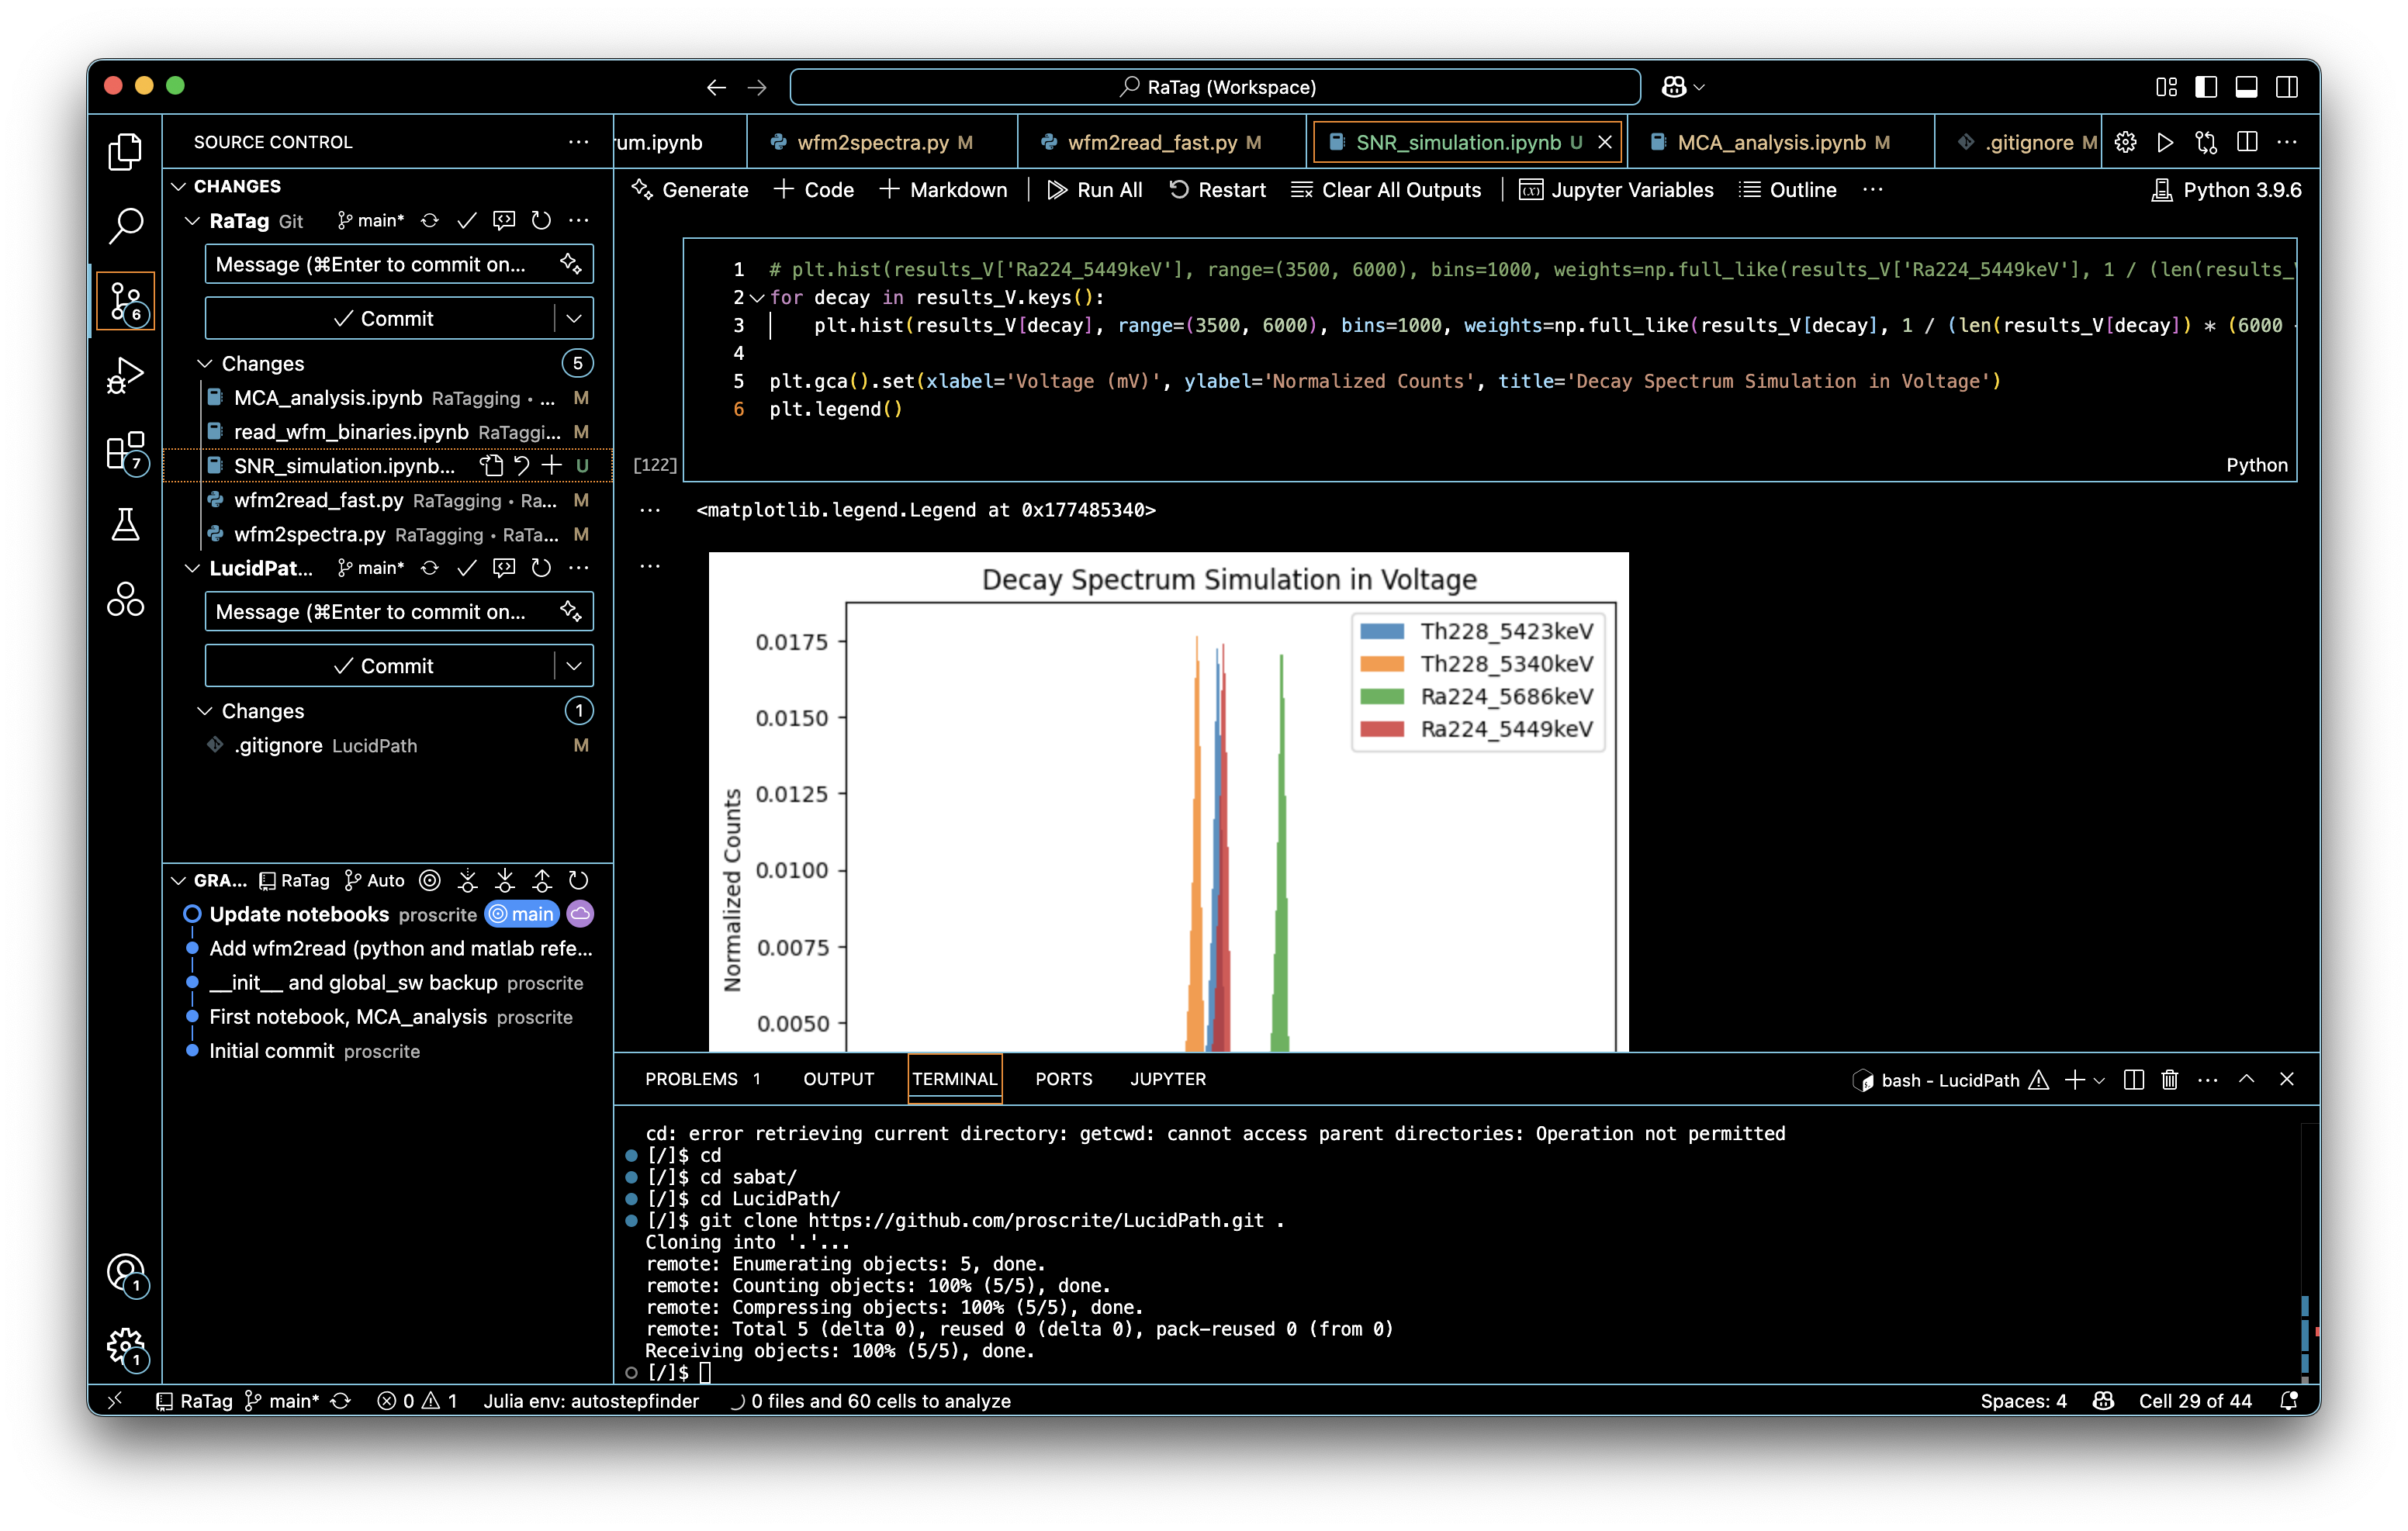 RaTag (Workspace)
SOURCE CONTROL
CHANGES
RaTag Git main*
Message (⌘Enter to commit on...
Commit
Changes 5
MCA_analysis.ipynb RaTagging • ... M
read_wfm_binaries.ipynb RaTaggi... M
SNR_simulation.ipynb... U
wfm2read_fast.py RaTagging • Ra... M
wfm2spectra.py RaTagging • RaTa... M
LucidPat... main*
Message (⌘Enter to commit on...
Commit
Changes 1
.gitignore LucidPath M
GRA... RaTag Auto
Update notebooks proscrite main
Add wfm2read (python and matlab refe...
__init__ and global_sw backup proscrite
First notebook, MCA_analysis proscrite
Initial commit proscrite
6
7
1
1
rum.ipynb wfm2spectra.py M wfm2read_fast.py M SNR_simulation.ipynb U MCA_analysis.ipynb M .gitignore M
Generate Code Markdown Run All Restart Clear All Outputs Jupyter Variables Outline ... Python 3.9.6
1 # plt.hist(results_V['Ra224_5449keV'], range=(3500, 6000), bins=1000, weights=np.full_like(results_V['Ra224_5449keV'], 1 / (len(results_V
2 for decay in results_V.keys():
3 plt.hist(results_V[decay], range=(3500, 6000), bins=1000, weights=np.full_like(results_V[decay], 1 / (len(results_V[decay]) * (6000 -
4
5 plt.gca().set(xlabel='Voltage (mV)', ylabel='Normalized Counts', title='Decay Spectrum Simulation in Voltage')
6 plt.legend()
[122]
Python
<matplotlib.legend.Legend at 0x177485340>
Decay Spectrum Simulation in Voltage
Th228_5423keV
Th228_5340keV
Ra224_5686keV
Ra224_5449keV
Normalized Counts
0.0175
0.0150
0.0125
0.0100
0.0075
0.0050
PROBLEMS 1 OUTPUT TERMINAL PORTS JUPYTER bash - LucidPath
cd: error retrieving current directory: getcwd: cannot access parent directories: Operation not permitted
[/]$ cd
[/]$ cd sabat/
[/]$ cd LucidPath/
[/]$ git clone https://github.com/proscrite/LucidPath.git .
Cloning into '.'...
remote: Enumerating objects: 5, done.
remote: Counting objects: 100% (5/5), done.
remote: Compressing objects: 100% (5/5), done.
remote: Total 5 (delta 0), reused 0 (delta 0), pack-reused 0 (from 0)
Receiving objects: 100% (5/5), done.
[/]$
RaTag main* 0 1 Julia env: autostepfinder 0 files and 60 cells to analyze Spaces: 4 Cell 29 of 44